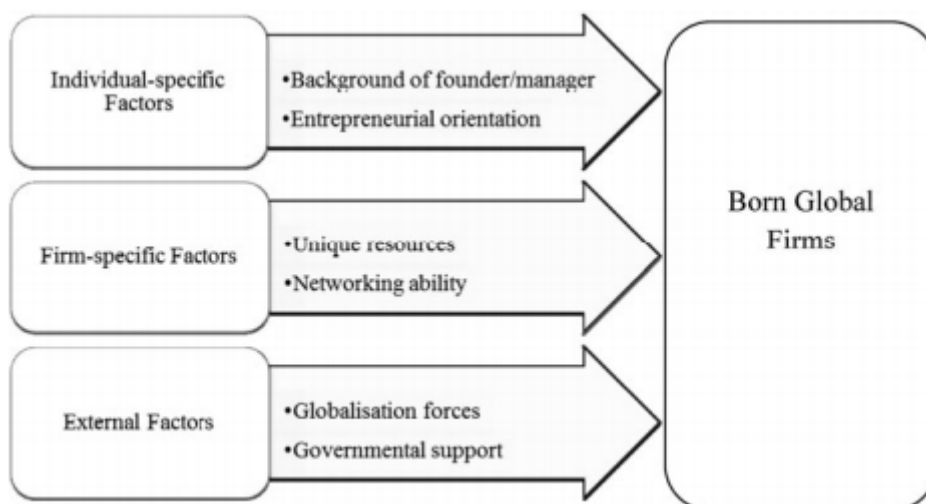 Individual-specific
Factors
•Background of founder/manager
•Entrepreneurial orientation
Firm-specific Factors
•Unique resources
•Networking ability
External Factors
•Globalisation forces
•Governmental support
Born Global
Firms